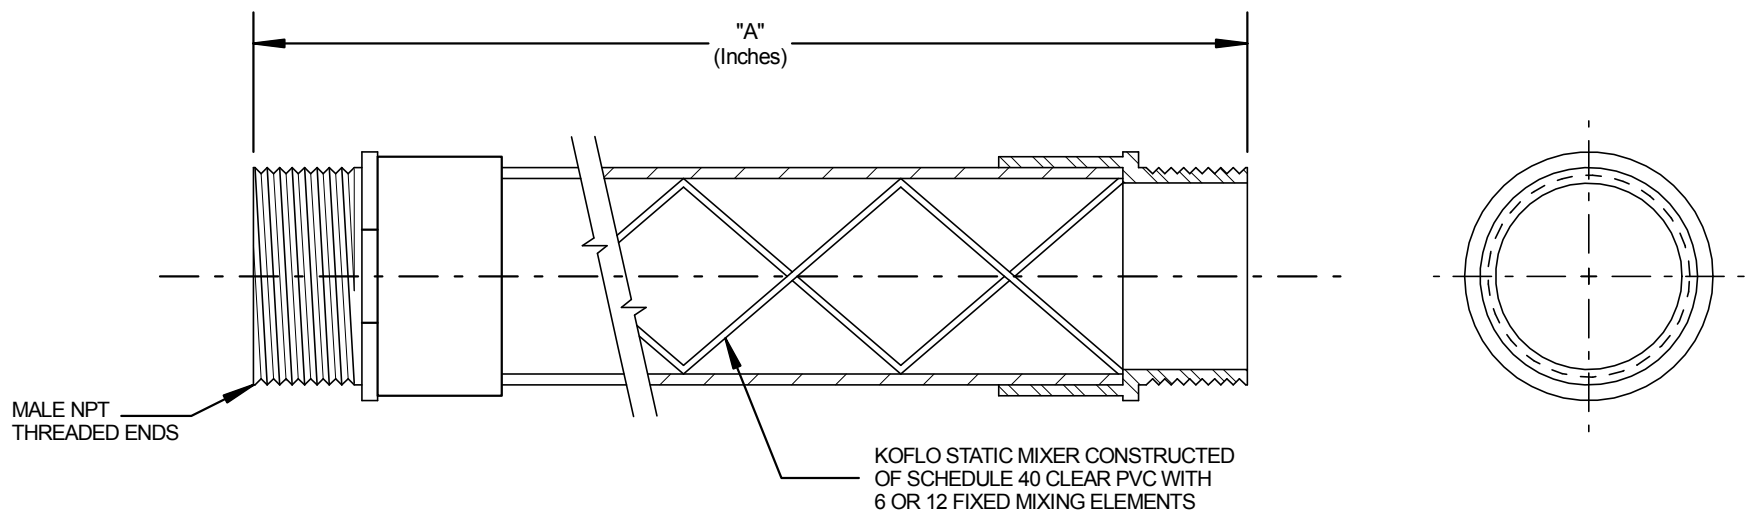 "A"
(Inches)
MALE NPT
THREADED ENDS
KOFLO STATIC MIXER CONSTRUCTED
OF SCHEDULE 40 CLEAR PVC WITH
6 OR 12 FIXED MIXING ELEMENTS